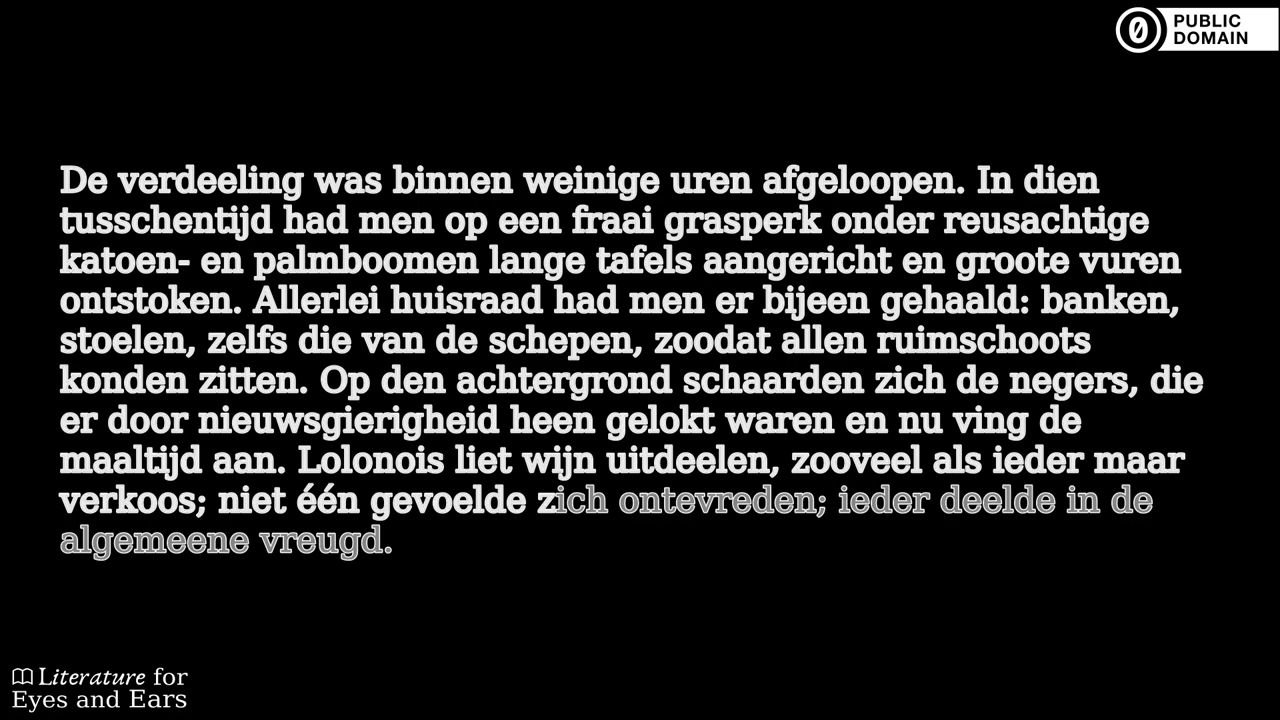 PUBLIC
DOMAIN
De verdeeling was binnen weinige uren afgeloopen. In dien
tusschentijd had men op een fraai grasperk onder reusachtige
katoen- en palmboomen lange tafels aangericht en groote vuren
ontstoken. Allerlei huisraad had men er bijeen gehaald: banken,
stoelen, zelfs die van de schepen, zoodat allen ruimschoots
konden zitten. Op den achtergrond schaarden zich de negers, die
er door nieuwsgierigheid heen gelokt waren en nu ving de
maaltijd aan. Lolonois liet wijn uitdeelen, zooveel als ieder maar
verkoos; niet één gevoelde zich ontevreden; ieder deelde in de
algemeene vreugd.
Literature for
Eyes and Ears